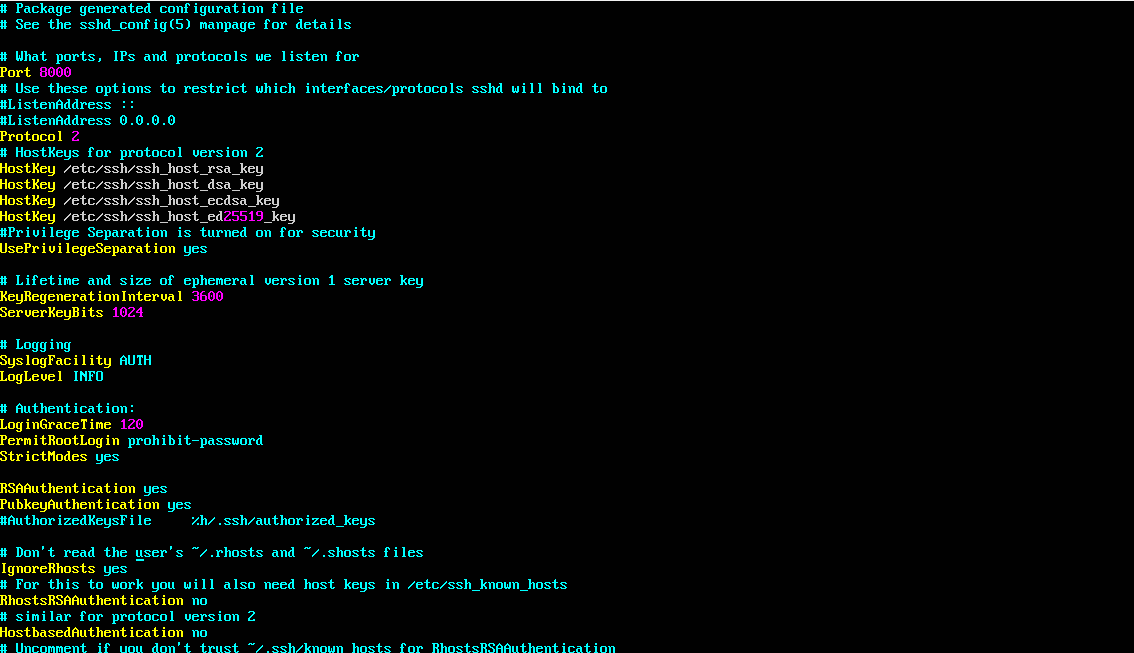 # Package generated configuration file
# See the sshd_config(5) manpage for details
# What ports, IPs and protocols we listen for
Port 8000
# Use these options to restrict which interfaces/protocols sshd will bind to
#ListenAddress ::
#ListenAddress 0.0.0.0
Protocol 2
# HostKeys for protocol version 2
HostKey /etc/ssh/ssh_host_rsa_key
HostKey /etc/ssh/ssh_host_dsa_key
HostKey /etc/ssh/ssh_host_ecdsa_key
HostKey /etc/ssh/ssh_host_ed25519_key
#Privilege Separation is turned on for security
UsePrivilegeSeparation yes
# Lifetime and size of ephemeral version 1 server key
KeyRegenerationInterval 3600
ServerKeyBits 1024
# Logging
SyslogFacility AUTH
LogLevel INFO
# Authentication:
LoginGraceTime 120
PermitRootLogin prohibit-password
StrictModes yes
RSAAuthentication yes
PubkeyAuthentication yes
#AuthorizedKeysFile     %h/.ssh/authorized_keys
# Don't read the user's ~/.rhosts and ~/.shosts files
IgnoreRhosts yes
# For this to work you will also need host keys in /etc/ssh_known_hosts
RhostsRSAAuthentication no
# similar for protocol version 2
HostbasedAuthentication no
# Uncomment if you don't trust ~/.ssh/known_hosts for RhostsRSAAuthentication